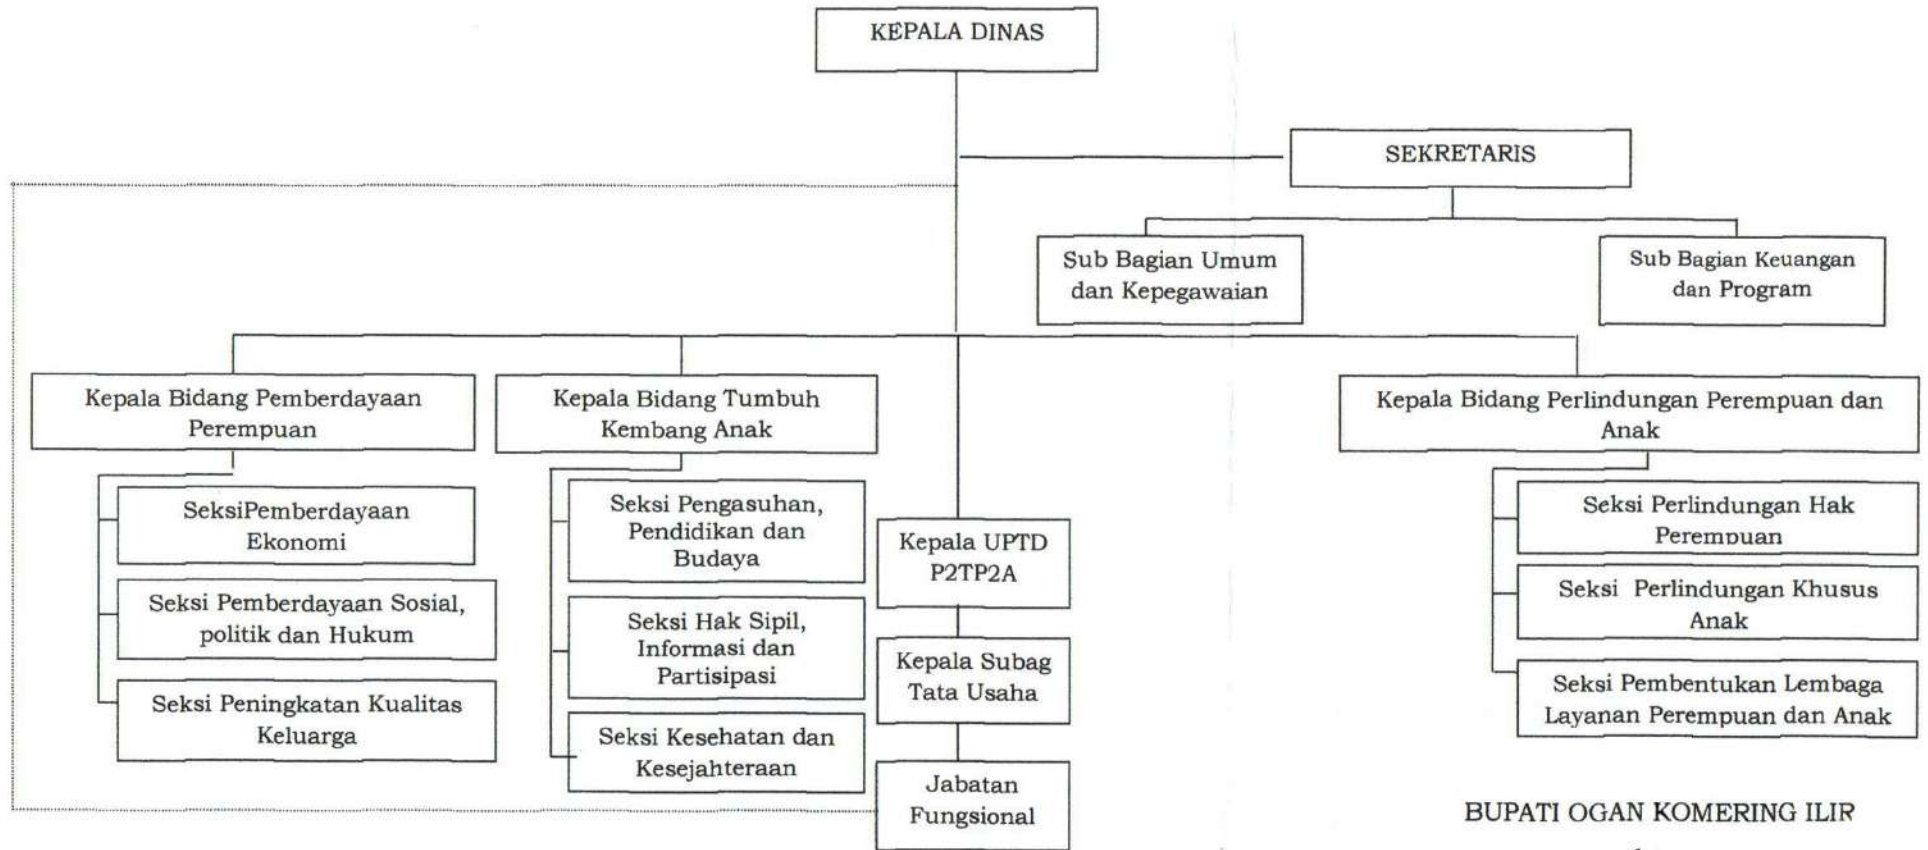 KEPALA DINAS
SEKRETARIS
Sub Bagian Umum
dan Kepegawaian
Sub Bagian Keuangan
dan Program
Kepala Bidang Pemberdayaan
Perempuan
SeksiPemberdayaan
Ekonomi
Seksi Pemberdayaan Sosial,
politik dan Hukum
Seksi Peningkatan Kualitas
Keluarga
Kepala Bidang Tumbuh
Kembang Anak
Seksi Pengasuhan,
Pendidikan dan
Budaya
Seksi Hak Sipil,
Informasi dan
Partisipasi
Seksi Kesehatan dan
Kesejahteraan
Kepala UPTD
P2TP2A
Kepala Subag
Tata Usaha
Jabatan
Fungsional
Kepala Bidang Perlindungan Perempuan dan
Anak
Seksi Perlindungan Hak
Perempuan
Seksi Perlindungan Khusus
Anak
Seksi Pembentukan Lembaga
Layanan Perempuan dan Anak
BUPATI OGAN KOMERING ILIR